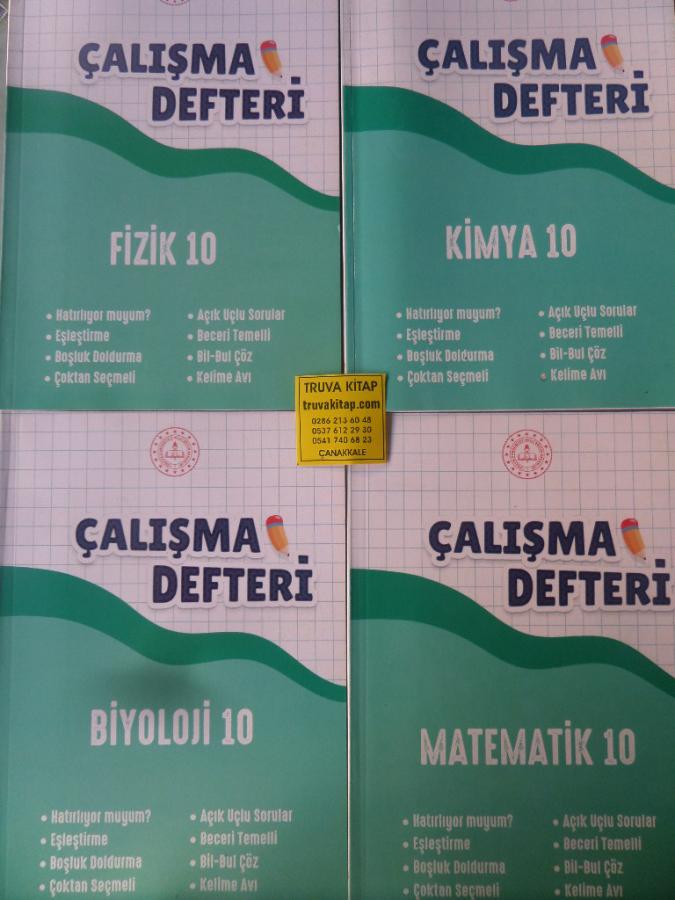 ÇALIŞMA
DEFTERİ
FİZİK 10
• Hatırlıyor muyum?
• Eşleştirme
• Boşluk Doldurma
• Çoktan Seçmeli
• Açık Uçlu Sorular
• Beceri Temelli
• Bil-Bul Çöz
• Kelime Avı
ÇALIŞMA
DEFTERİ
KİMYA 10
• Hatırlıyor muyum?
• Eşleştirme
• Boşluk Doldurma
• Çoktan Seçmeli
• Açık Uçlu Sorular
• Beceri Temelli
• Bil-Bul Çöz
• Kelime Avı
TRUVA KİTAP
truvakitap.com
0286 213 60 48
0537 612 29 30
0541 740 68 23
ÇANAKKALE
ÇALIŞMA
DEFTERİ
BİYOLOJİ 10
• Hatırlıyor muyum?
• Eşleştirme
• Boşluk Doldurma
• Çoktan Seçmeli
• Açık Uçlu Sorular
• Beceri Temelli
• Bil-Bul Çöz
• Kelime Avı
ÇALIŞMA
DEFTERİ
MATEMATİK 10
• Hatırlıyor muyum?
• Eşleştirme
• Boşluk Doldurma
• Çoktan Seçmeli
• Açık Uçlu Sorular
• Beceri Temelli
• Bil-Bul Çöz
• Kelime Avı